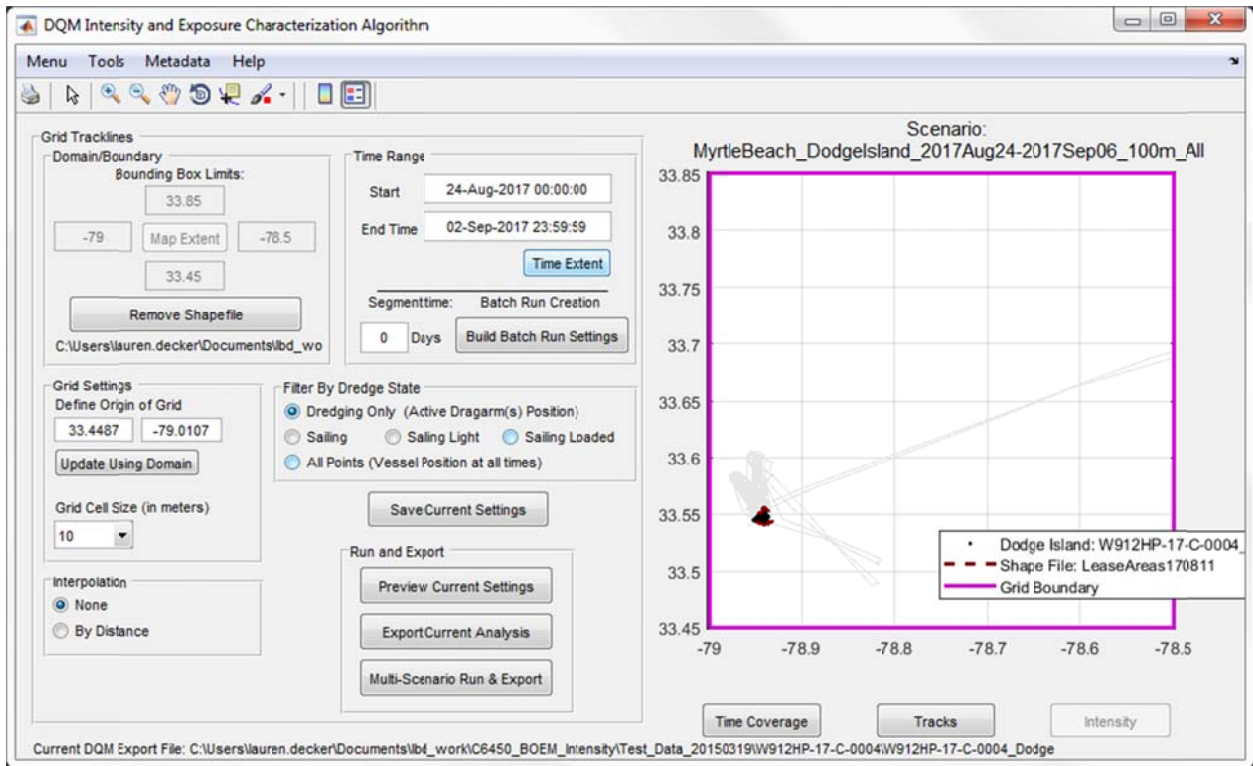 DQM Intensity and Exposure Characterization Algorithm
Menu Tools Metadata Help
Grid Tracklines
Domain/Boundary
Bounding Box Limits:
33.85
-79
Map Extent
-78.5
33.45
Remove Shapefile
C:\Users\lauren.decker\Documents\lbd_wo
Time Range
Start
24-Aug-2017 00:00:00
End Time
02-Sep-2017 23:59:59
Time Extent
Segmenttime:
Batch Run Creation
0
Days
Build Batch Run Settings
Grid Settings
Define Origin of Grid
33.4487
-79.0107
Update Using Domain
Grid Cell Size (in meters)
10
Filter By Dredge State
Dredging Only (Active Dragarm(s) Position)
Sailing
Saling Light
Sailing Loaded
All Points (Vessel Position at all times)
Save Current Settings
Interpolation
None
By Distance
Run and Export
Preview Current Settings
Export Current Analysis
Multi-Scenario Run & Export
Scenario:
MyrtleBeach_DodgeIsland_2017Aug24-2017Sep06_100m_All
33.85
33.8
33.75
33.7
33.65
33.6
33.55
33.5
33.45
-79
-78.9
-78.8
-78.7
-78.6
-78.5
Dodge Island: W912HP-17-C-0004_
Shape File: LeaseAreas170811
Grid Boundary
Time Coverage
Tracks
Intensity
Current DQM Export File: C:\Users\lauren.decker\Documents\lbd_work\C6450_BOEM_Intensity\Test_Data_20150319\W912HP-17-C-0004\W912HP-17-C-0004_Dodge